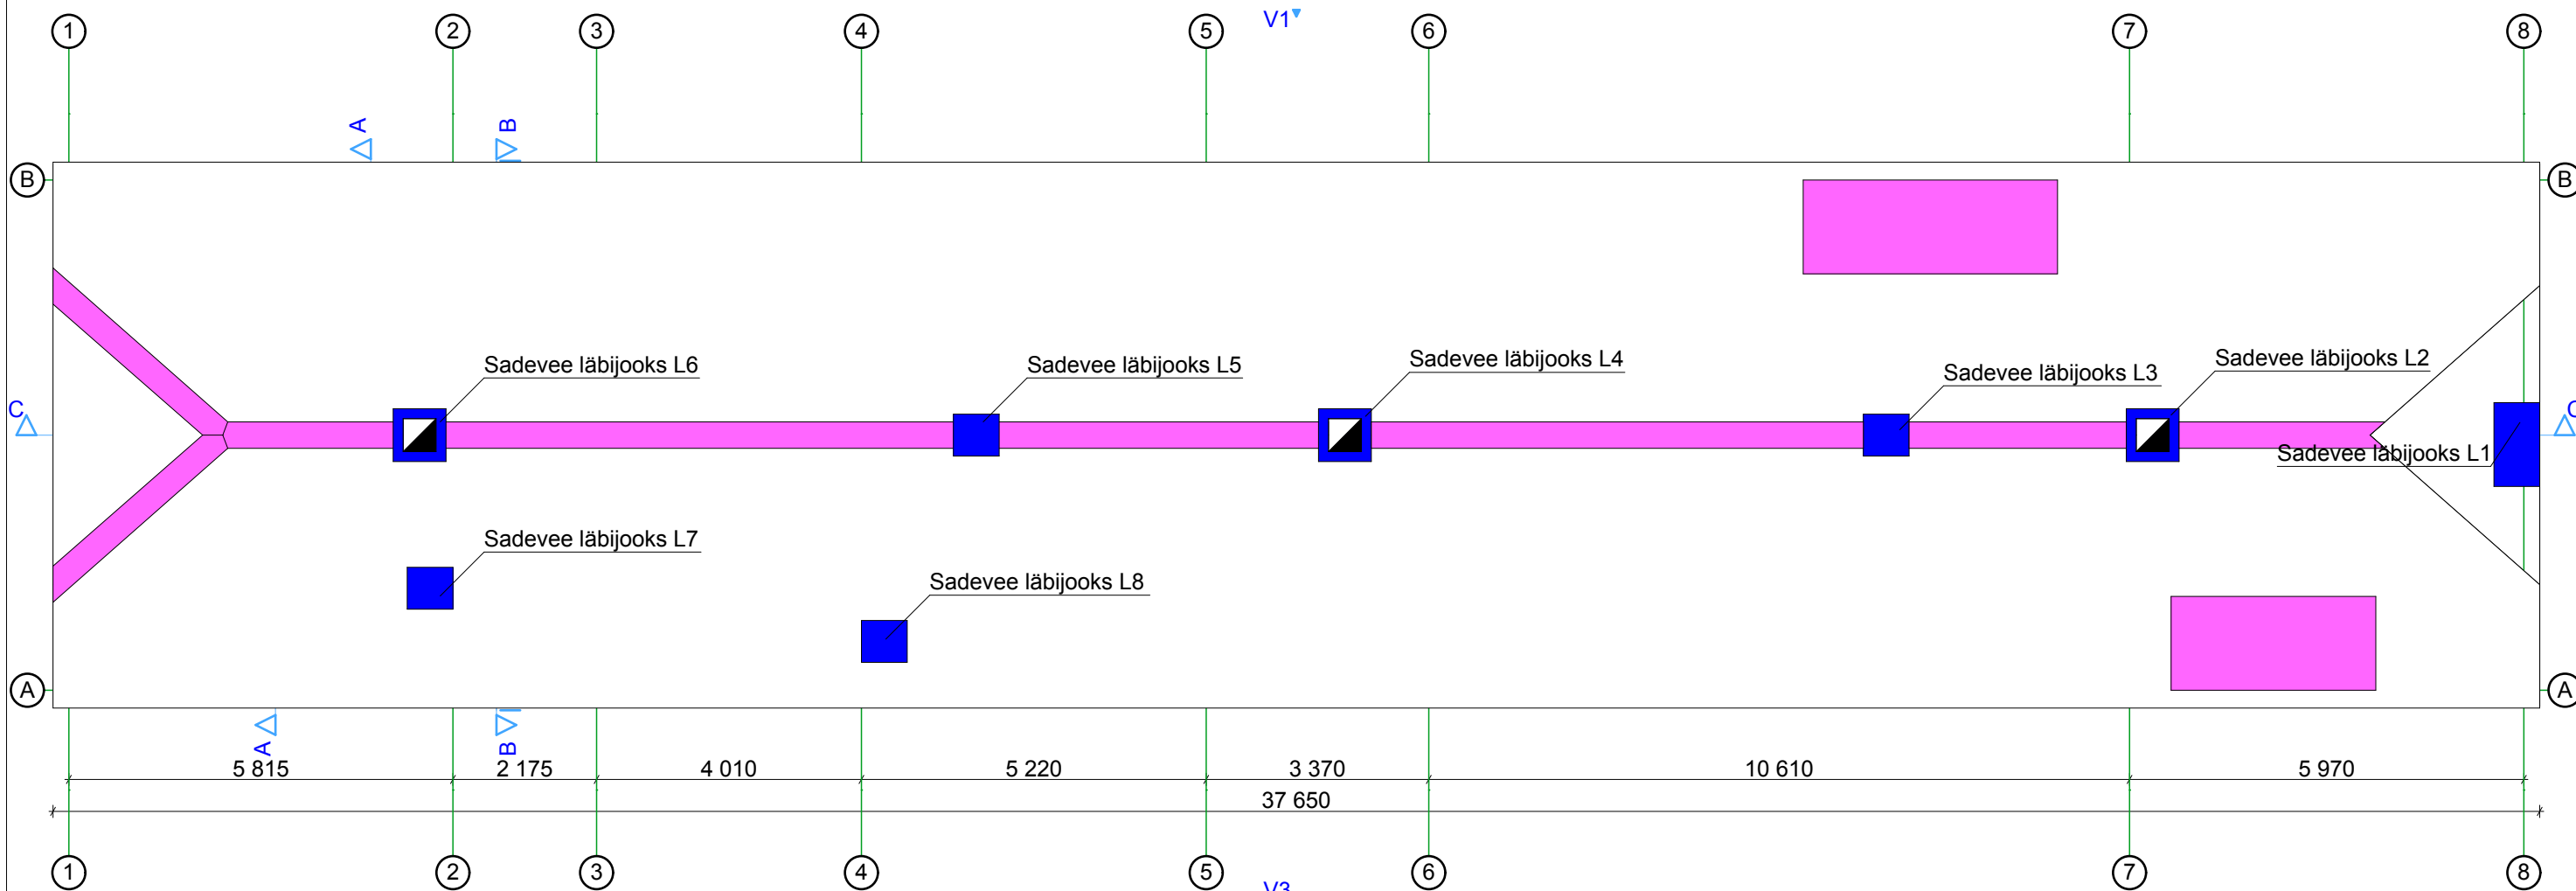 1 2 3 4 5 6 7 8
V1
A B
B B
Sadevee läbijooks L6
Sadevee läbijooks L5
Sadevee läbijooks L4
Sadevee läbijooks L3
Sadevee läbijooks L2
C C
Sadevee läbijooks L1
Sadevee läbijooks L7
Sadevee läbijooks L8
A A
A B
5 815 2 175 4 010 5 220 3 370 10 610 5 970
37 650
1 2 3 4 5 6 7 8
V3